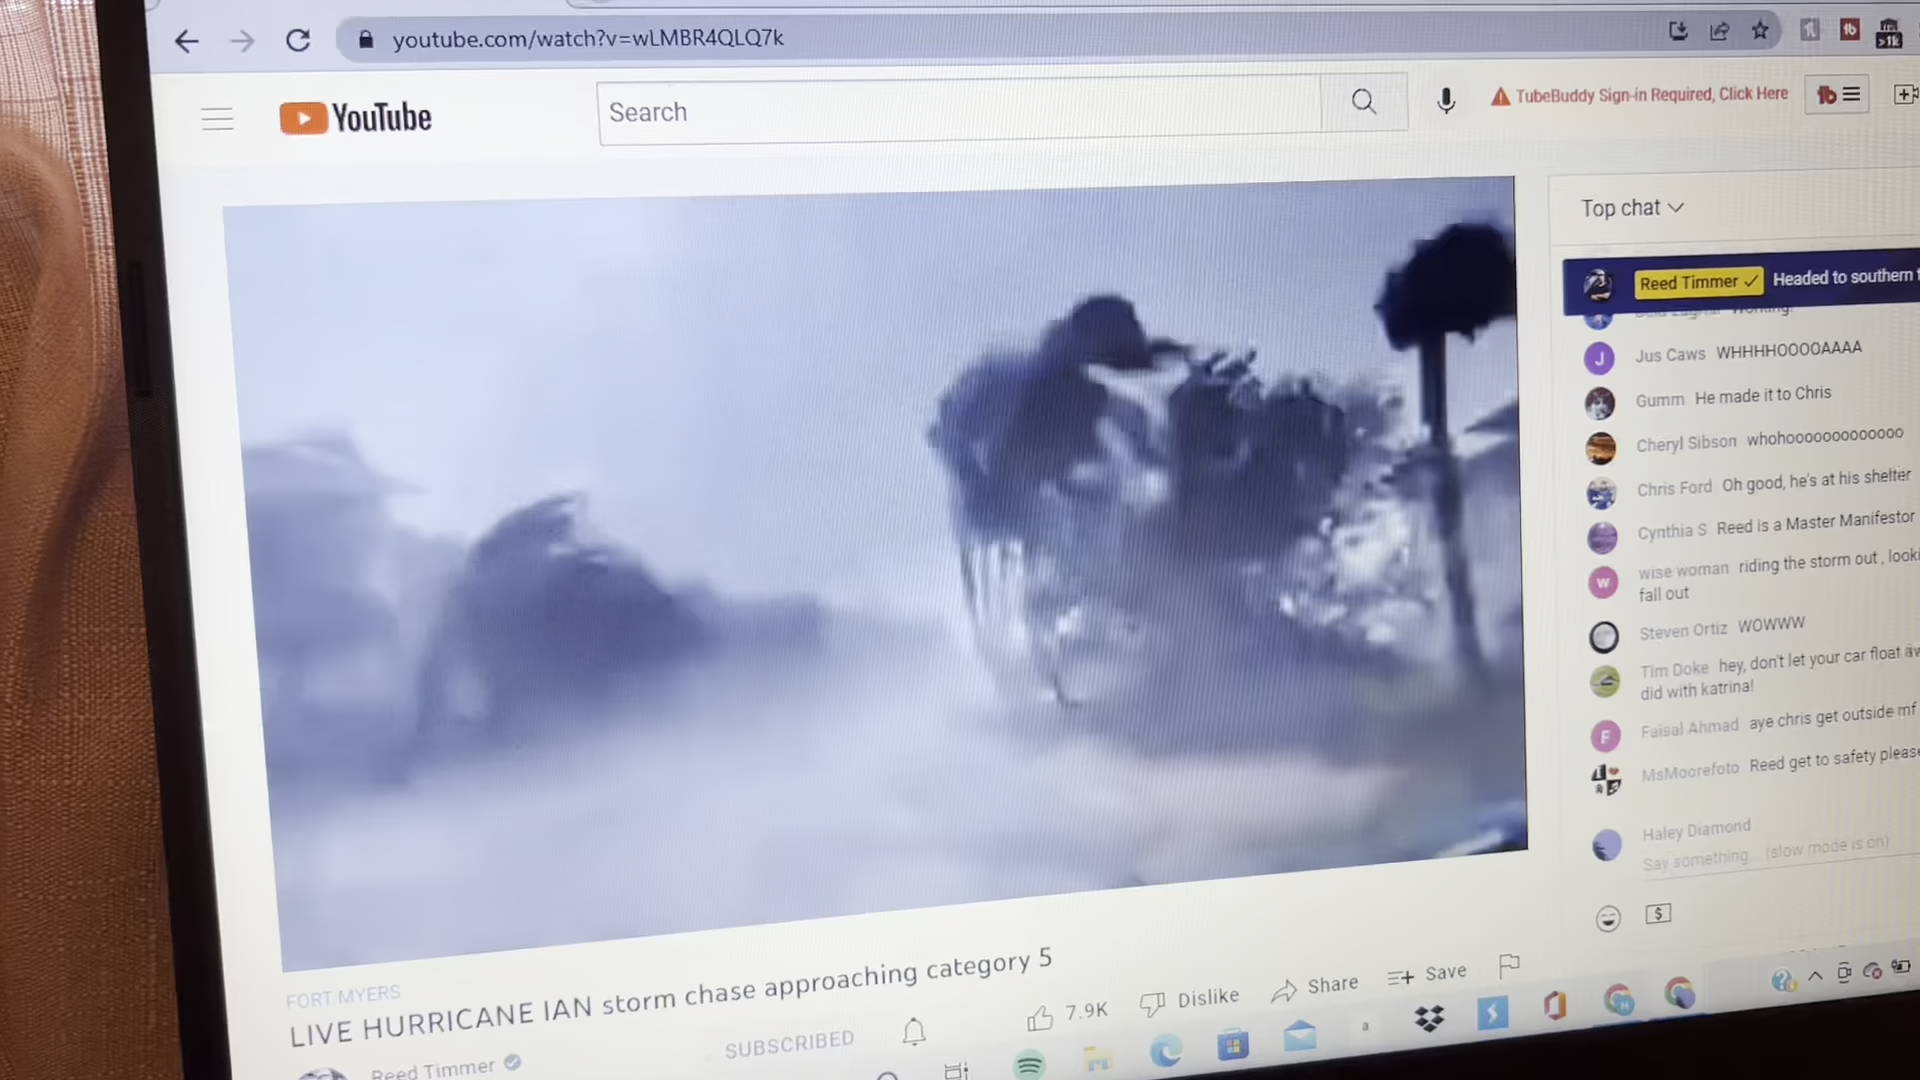 youtube.com/watch?v=wLMBR4QLQ7k
>1k
YouTube
Search
TubeBuddy Sign-in Required, Click Here
Top chat
Reed Timmer Headed to southern
Jus Caws WHHHHOOOOAAAA
Gumm He made it to Chris
Cheryl Sibson whohoooooooooooo
Chris Ford Oh good, he's at his shelter
Cynthia S Reed is a Master Manifestor
wise woman riding the storm out , looki
fall out
Steven Ortiz WOWWW
Tim Doke hey, don't let your car float aw
did with katrina!
Faisal Ahmad aye chris get outside mf
MsMoorefoto Reed get to safety please
Haley Diamond
Say something... (slow mode is on)
FORT MYERS
LIVE HURRICANE IAN storm chase approaching category 5
7.9K Dislike Share Save
Reed Timmer
SUBSCRIBED